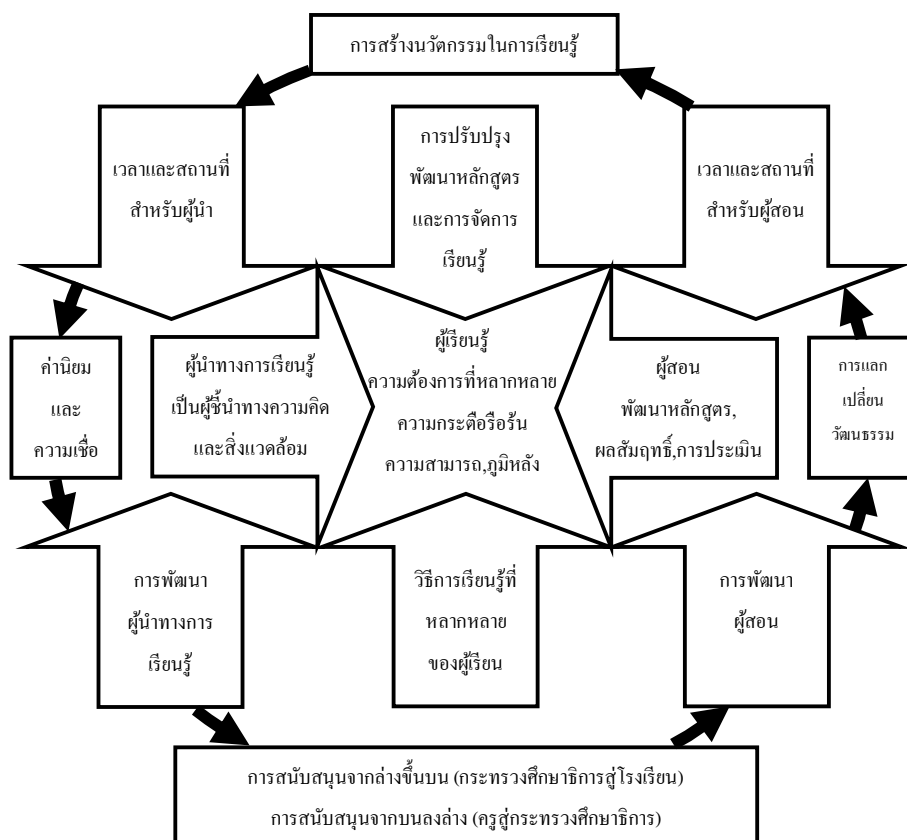 การสร้างนวัตกรรมในการเรียนรู้
เวลาและสถานที่
สำหรับผู้นำ
การปรับปรุง
พัฒนาหลักสูตร
และการจัดการ
เรียนรู้
เวลาและสถานที่
สำหรับผู้สอน
ค่านิยม
และ
ความเชื่อ
ผู้นำทางการเรียนรู้
เป็นผู้ชี้นำทางความคิด
และสิ่งแวดล้อม
ผู้เรียนรู้
ความต้องการที่หลากหลาย
ความกระตือรือร้น
ความสามารถ,ภูมิหลัง
ผู้สอน
พัฒนาหลักสูตร,
ผลสัมฤทธิ์,การประเมิน
การแลก
เปลี่ยน
วัฒนธรรม
การพัฒนา
ผู้นำทางการ
เรียนรู้
วิธีการเรียนรู้ที่
หลากหลาย
ของผู้เรียน
การพัฒนา
ผู้สอน
การสนับสนุนจากล่างขึ้นบน (กระทรวงศึกษาธิการสู่โรงเรียน)
การสนับสนุนจากบนลงล่าง (ครูสู่กระทรวงศึกษาธิการ)